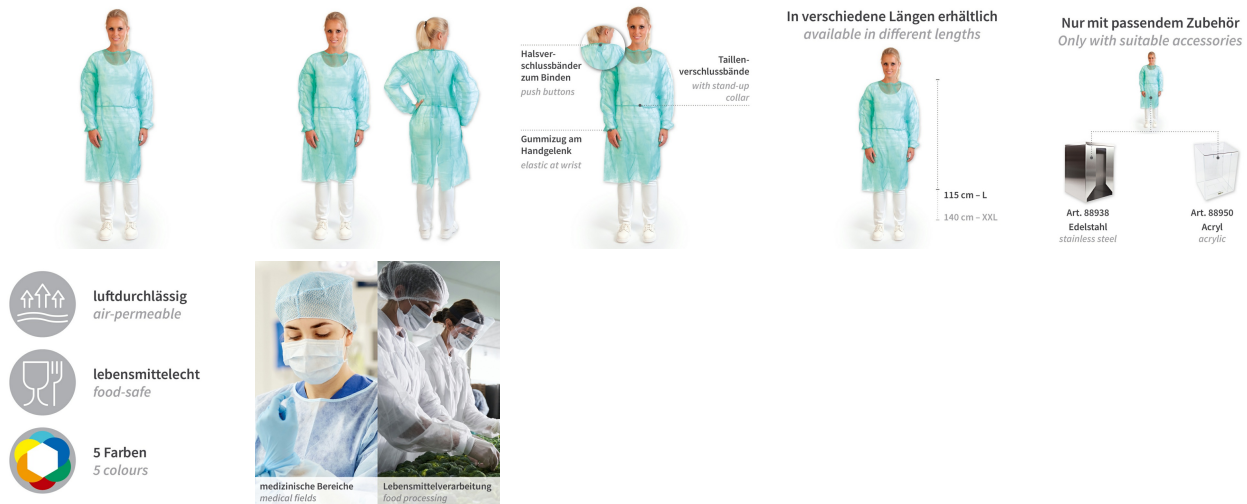 Halsver-
schlussbänder
zum Binden
push buttons
Taillen-
verschlussbände
with stand-up
collar
Gummizug am
Handgelenk
elastic at wrist
In verschiedene Längen erhältlich
available in different lengths
115 cm – L
140 cm – XXL
Nur mit passendem Zubehör
Only with suitable accessories
Art. 88938
Edelstahl
stainless steel
Art. 88950
Acryl
acrylic
luftdurchlässig
air-permeable
lebensmittelecht
food-safe
5 Farben
5 colours
medizinische Bereiche
medical fields
Lebensmittelverarbeitung
food processing